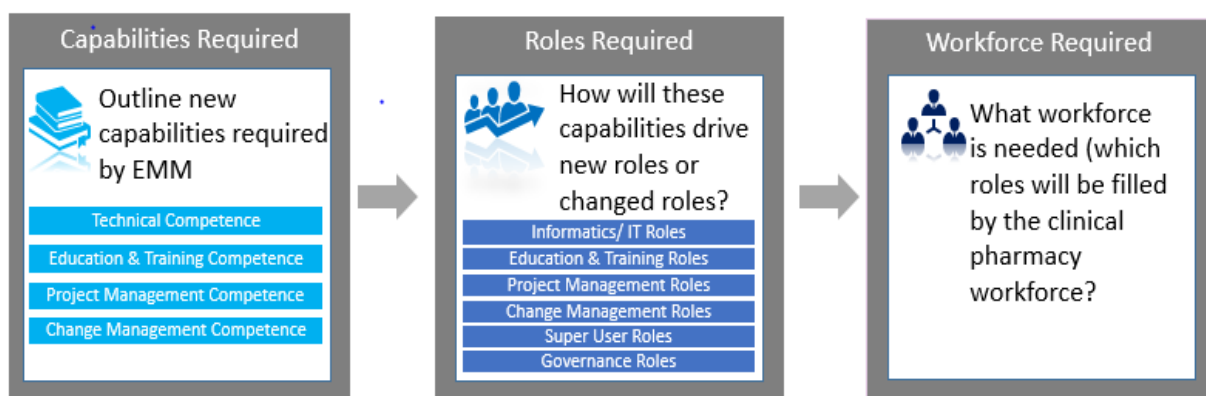 Capabilities Required
Outline new
capabilities required
by EMM
Technical Competence
Education & Training Competence
Project Management Competence
Change Management Competence
Roles Required
How will these
capabilities drive
new roles or
changed roles?
Informatics/ IT Roles
Education & Training Roles
Project Management Roles
Change Management Roles
Super User Roles
Governance Roles
Workforce Required
What workforce
is needed (which
roles will be filled
by the clinical
pharmacy
workforce?